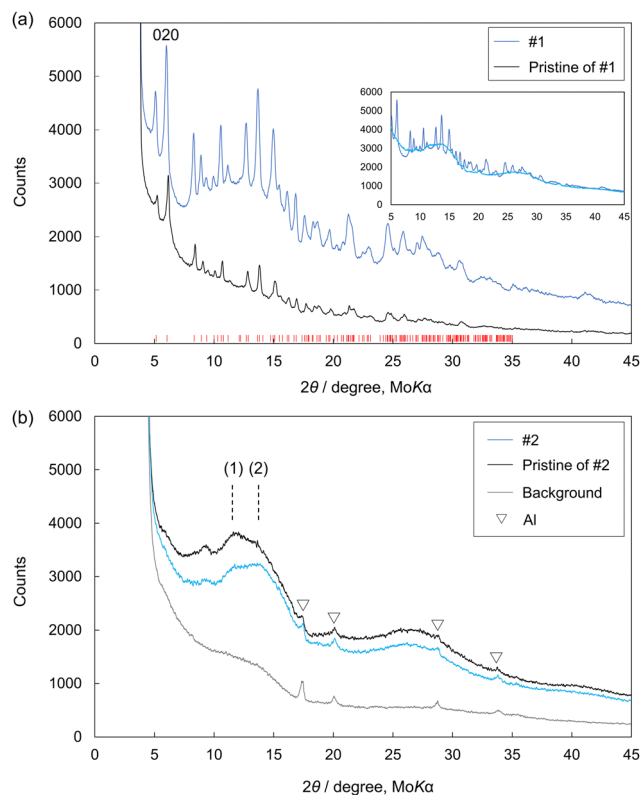 (a)
6000
5000
4000
3000
2000
1000
0
Counts
020
#1
Pristine of #1
6000
5000
4000
3000
2000
1000
0
5 10 15 20 25 30 35 40 45
0 5 10 15 20 25 30 35 40 45
2θ / degree, MoKα
(b)
6000
5000
4000
3000
2000
1000
0
Counts
(1) (2)
#2
Pristine of #2
Background
Al
0 5 10 15 20 25 30 35 40 45
2θ / degree, MoKα